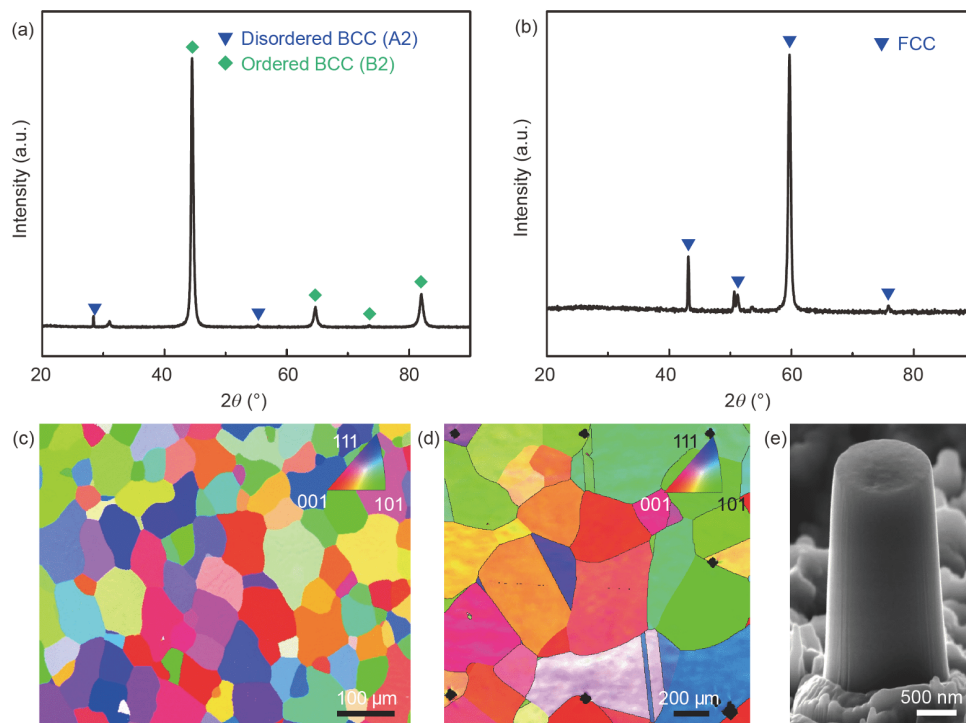 (a)
Disordered BCC (A2)
Ordered BCC (B2)
Intensity (a.u.)
20
40
60
80
2θ (°)
(b)
FCC
Intensity (a.u.)
20
40
60
80
2θ (°)
(c)
111
001
101
100 μm
(d)
111
001
101
200 μm
(e)
500 nm